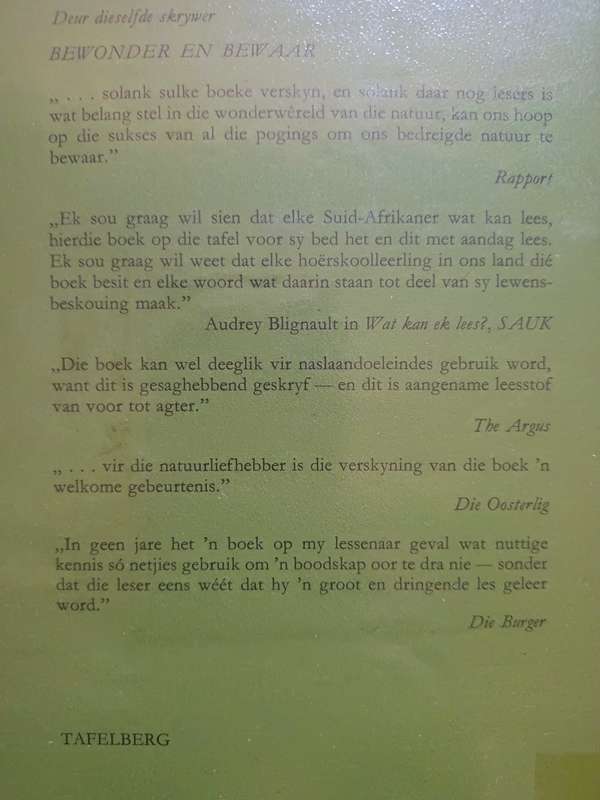 Deur dieselfde skrywer
BEWONDER EN BEWAAR
„ . . . solank sulke boeke verskyn, en solank daar nog lesers is
wat belang stel in die wonderwêreld van die natuur, kan ons hoop
op die sukses van al die pogings om ons bedreigde natuur te
bewaar.”
Rapport
„Ek sou graag wil sien dat elke Suid-Afrikaner wat kan lees,
hierdie boek op die tafel voor sy bed het en dit met aandag lees.
Ek sou graag wil weet dat elke hoërskoolleerling in ons land dié
boek besit en elke woord wat daarin staan tot deel van sy lewens-
beskouing maak.”
Audrey Blignault in Wat kan ek lees?, SAUK
„Die boek kan wel deeglik vir naslaandoeleindes gebruik word,
want dit is gesaghebbend geskryf — en dit is aangename leesstof
van voor tot agter.”
The Argus
„ . . . vir die natuurliefhebber is die verskyning van die boek ’n
welkome gebeurtenis.”
Die Oosterlig
„In geen jare het ’n boek op my lessenaar geval wat nuttige
kennis só netjies gebruik om ’n boodskap oor te dra nie — sonder
dat die leser eens wéét dat hy ’n groot en dringende les geleer
word.”
Die Burger
TAFELBERG